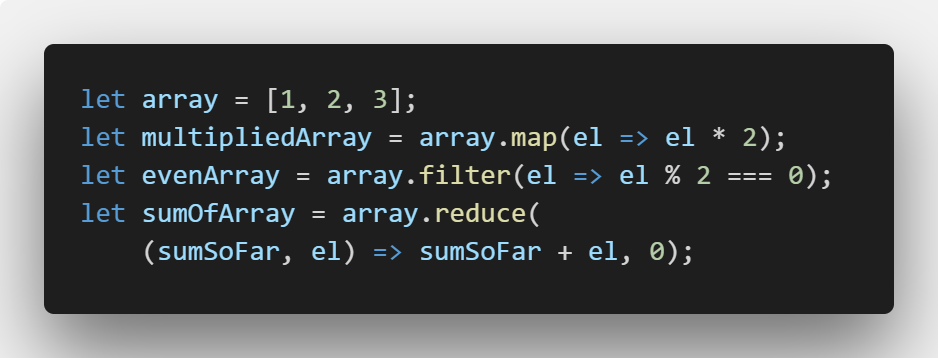 let array = [1, 2, 3];
let multipliedArray = array.map(el => el * 2);
let evenArray = array.filter(el => el % 2 === 0);
let sumOfArray = array.reduce(
    (sumSoFar, el) => sumSoFar + el, 0);